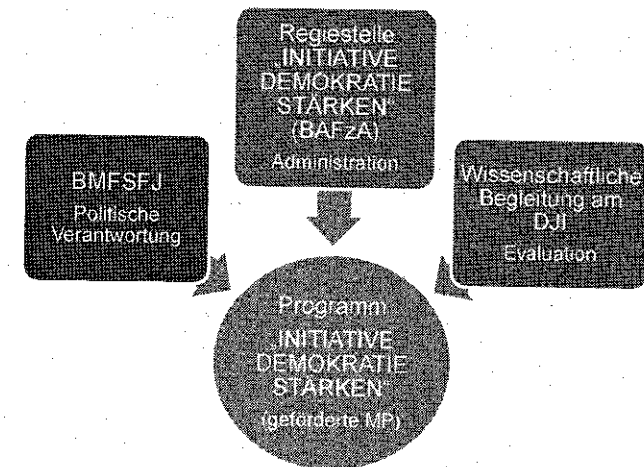 Regiestelle
„INITIATIVE
DEMOKRATIE
STÄRKEN“
(BAFzA)
Administration
BMFSFJ
Politische
Verantwortung
Wissenschaftliche
Begleitung am
DJI
Evaluation
Programm
„INITIATIVE
DEMOKRATIE
STÄRKEN“
(geförderte MP)